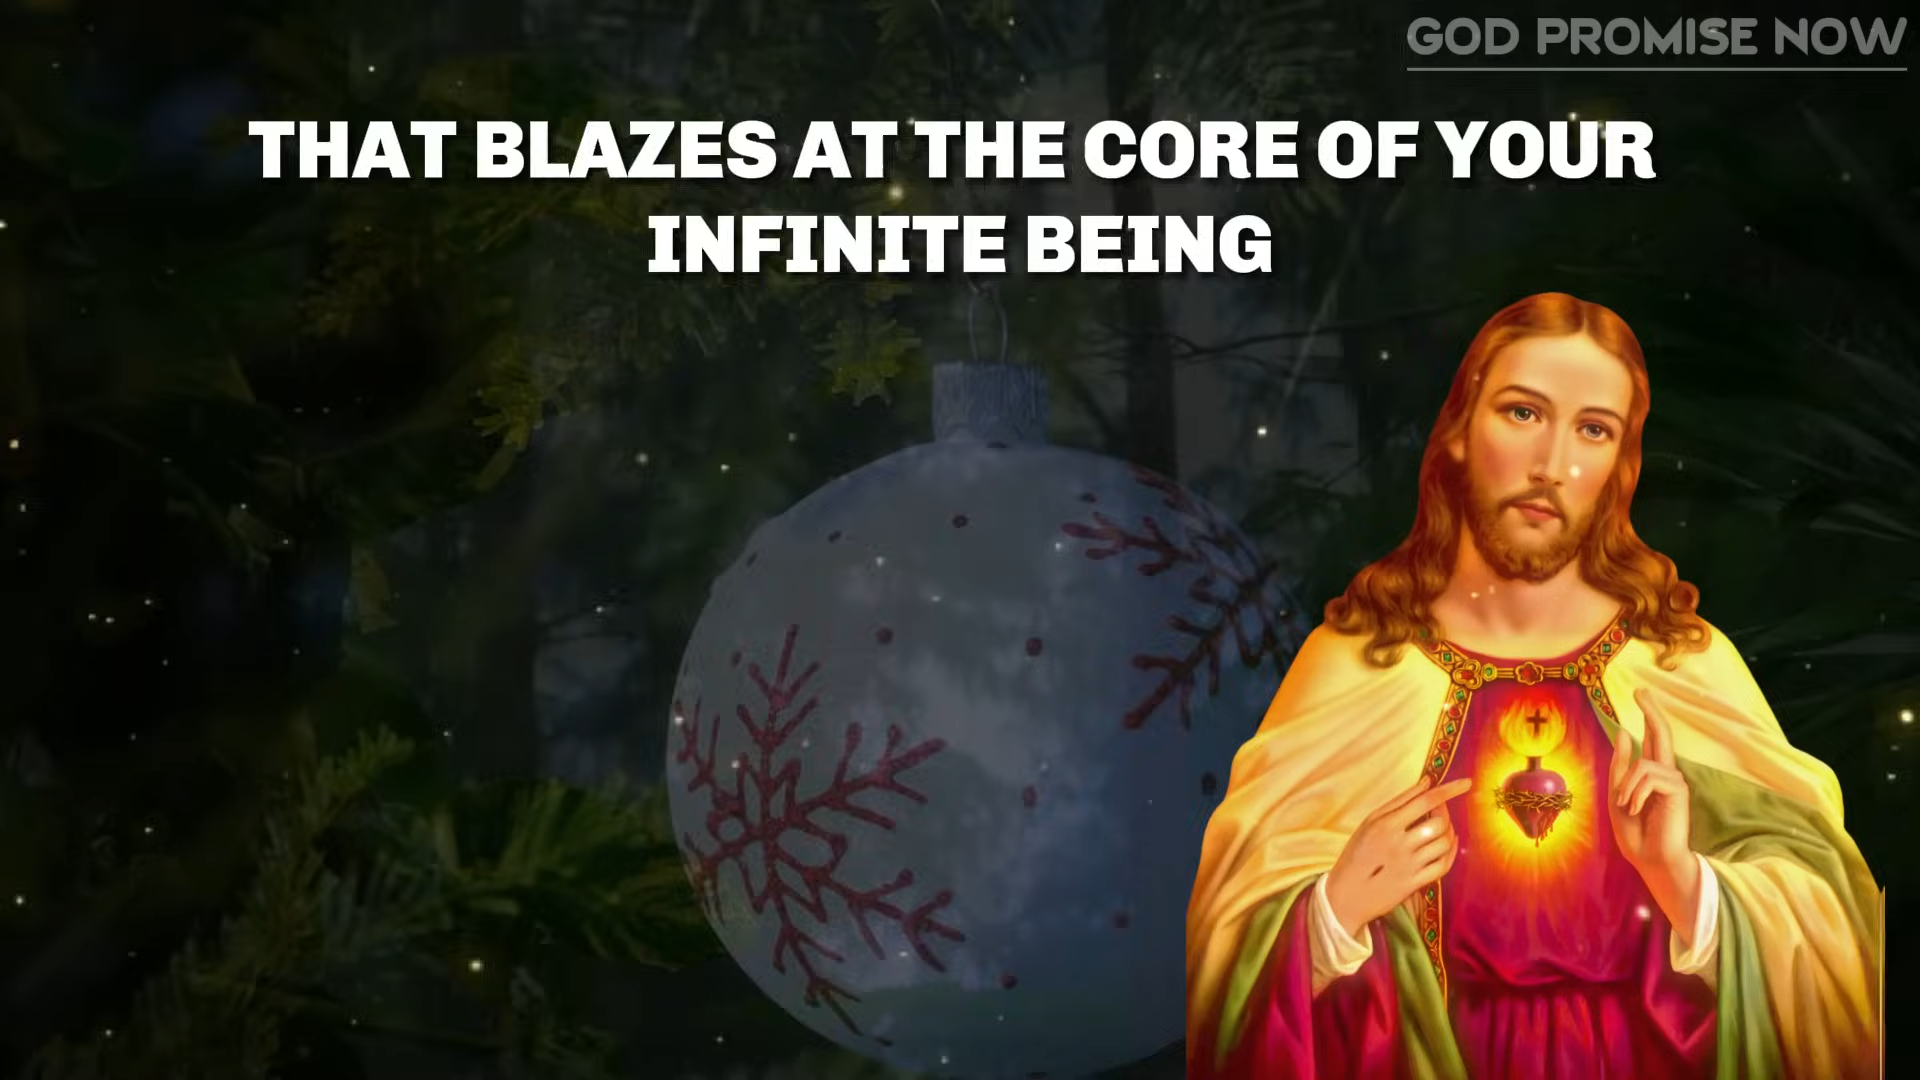 GOD PROMISE NOW
THAT BLAZES AT THE CORE OF YOUR
INFINITE BEING